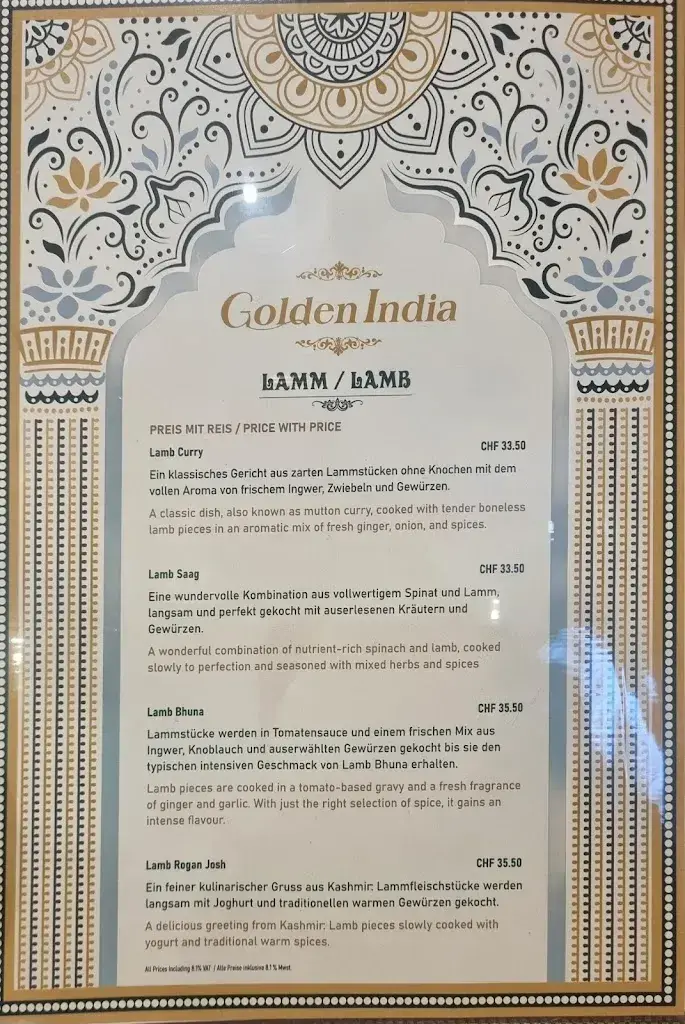 Golden India
LAMM / LAMB
PREIS MIT REIS / PRICE WITH PRICE
Lamb Curry CHF 33.50
Ein klassisches Gericht aus zarten Lammstücken ohne Knochen mit dem
vollen Aroma von frischem Ingwer, Zwiebeln und Gewürzen.
A classic dish, also known as mutton curry, cooked with tender boneless
lamb pieces in an aromatic mix of fresh ginger, onion, and spices.
Lamb Saag CHF 33.50
Eine wundervolle Kombination aus vollwertigem Spinat und Lamm,
langsam und perfekt gekocht mit auserlesenen Kräutern und
Gewürzen.
A wonderful combination of nutrient-rich spinach and lamb, cooked
slowly to perfection and seasoned with mixed herbs and spices
Lamb Bhuna CHF 35.50
Lammstücke werden in Tomatensauce und einem frischen Mix aus
Ingwer, Knoblauch und auserwählten Gewürzen gekocht bis sie den
typischen intensiven Geschmack von Lamb Bhuna erhalten.
Lamb pieces are cooked in a tomato-based gravy and a fresh fragrance
of ginger and garlic. With just the right selection of spice, it gains an
intense flavour.
Lamb Rogan Josh CHF 35.50
Ein feiner kulinarischer Gruss aus Kashmir: Lammfleischstücke werden
langsam mit Joghurt und traditionellen warmen Gewürzen gekocht.
A delicious greeting from Kashmir: Lamb pieces slowly cooked with
yogurt and traditional warm spices.
All Prices Including 8.1% VAT / Alle Preise inklusive 8.1 % Mwst.